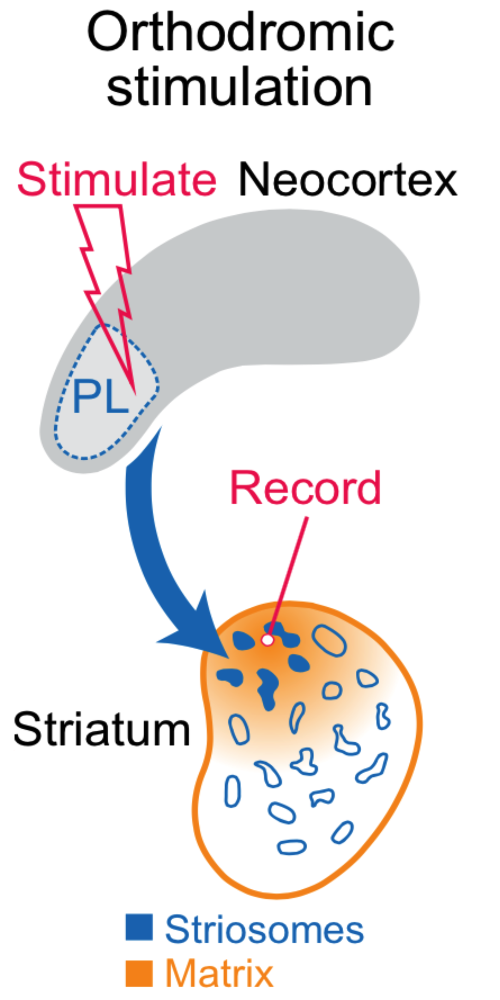 Orthodromic
stimulation
Stimulate Neocortex
PL
Record
Striatum
Striosomes
Matrix